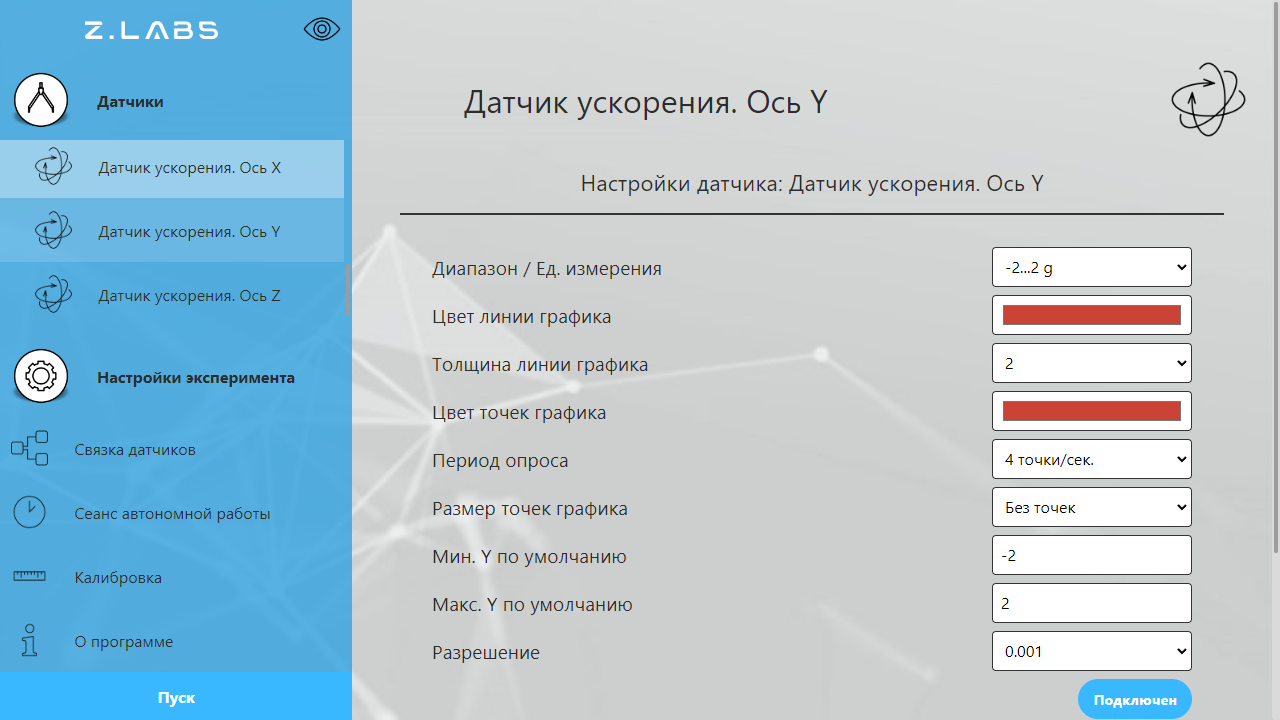 Z.LABS
Датчики
Датчик ускорения. Ось X
Датчик ускорения. Ось Y
Датчик ускорения. Ось Z
Настройки эксперимента
Связка датчиков
Сеанс автономной работы
Калибровка
О программе
Пуск
Датчик ускорения. Ось Y
Настройки датчика: Датчик ускорения. Ось Y
Диапазон / Ед. измерения -2...2 g
Цвет линии графика
Толщина линии графика 2
Цвет точек графика
Период опроса 4 точки/сек.
Размер точек графика Без точек
Мин. Y по умолчанию -2
Макс. Y по умолчанию 2
Разрешение 0.001
Подключен